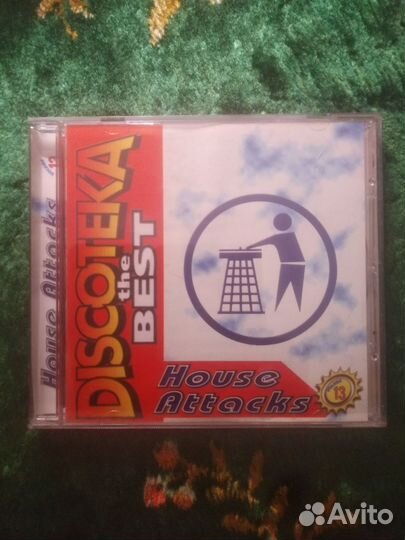 House Attacks
DISCOTEKA
the
BEST
House
Attacks
13
Avito